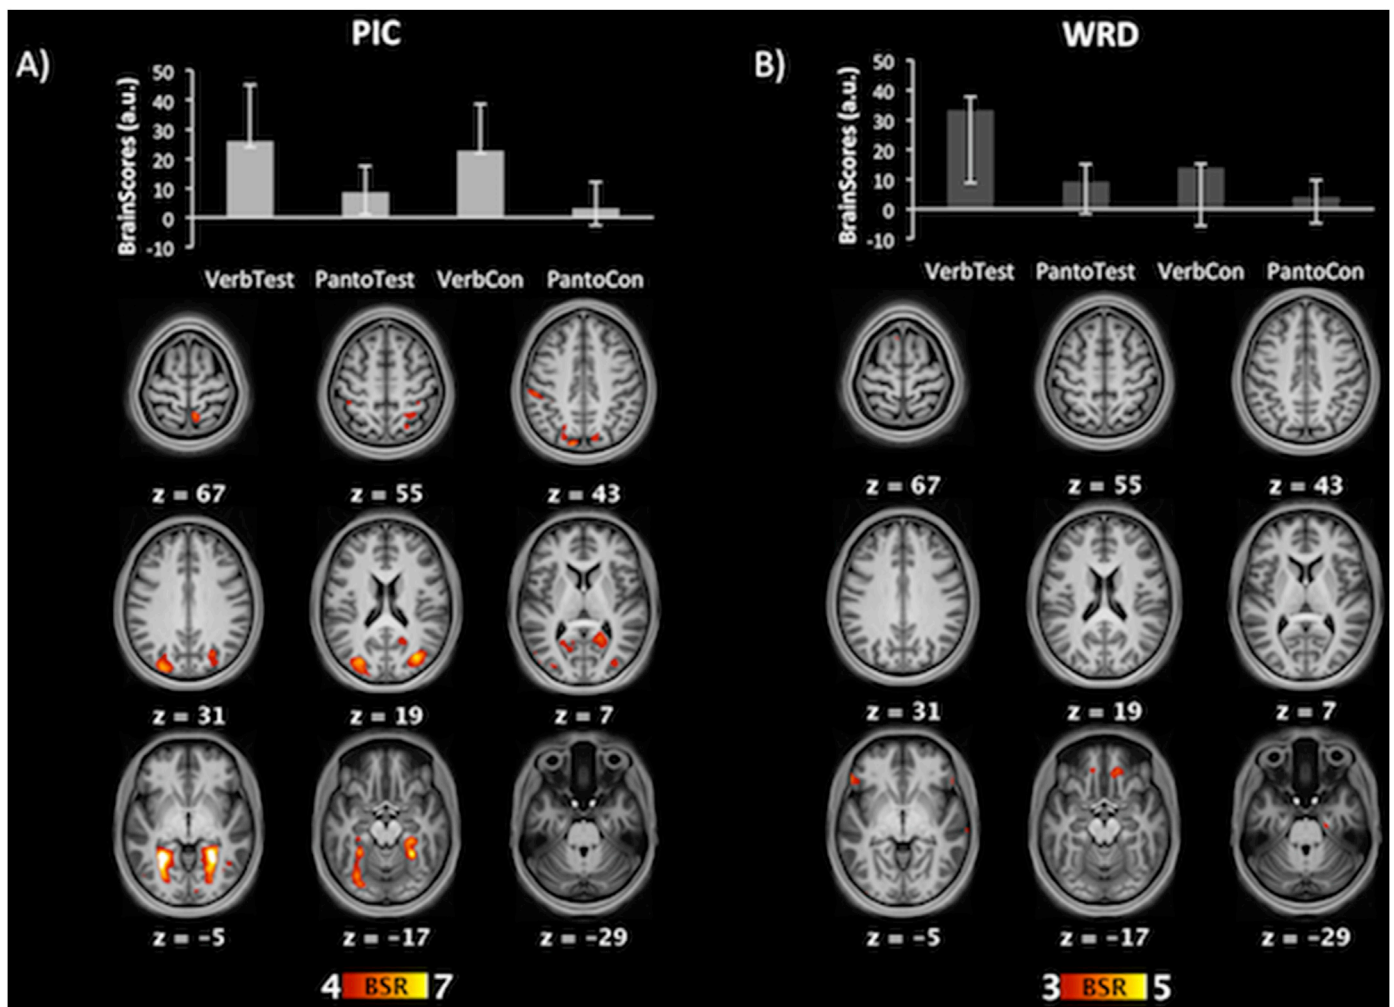 PIC
A)
BrainScores (a.u.)
50
40
30
20
10
0
-10
VerbTest PantoTest VerbCon PantoCon
z = 67 z = 55 z = 43
z = 31 z = 19 z = 7
z = -5 z = -17 z = -29
4 BSR 7
WRD
B)
BrainScores (a.u.)
50
40
30
20
10
0
-10
VerbTest PantoTest VerbCon PantoCon
z = 67 z = 55 z = 43
z = 31 z = 19 z = 7
z = -5 z = -17 z = -29
3 BSR 5